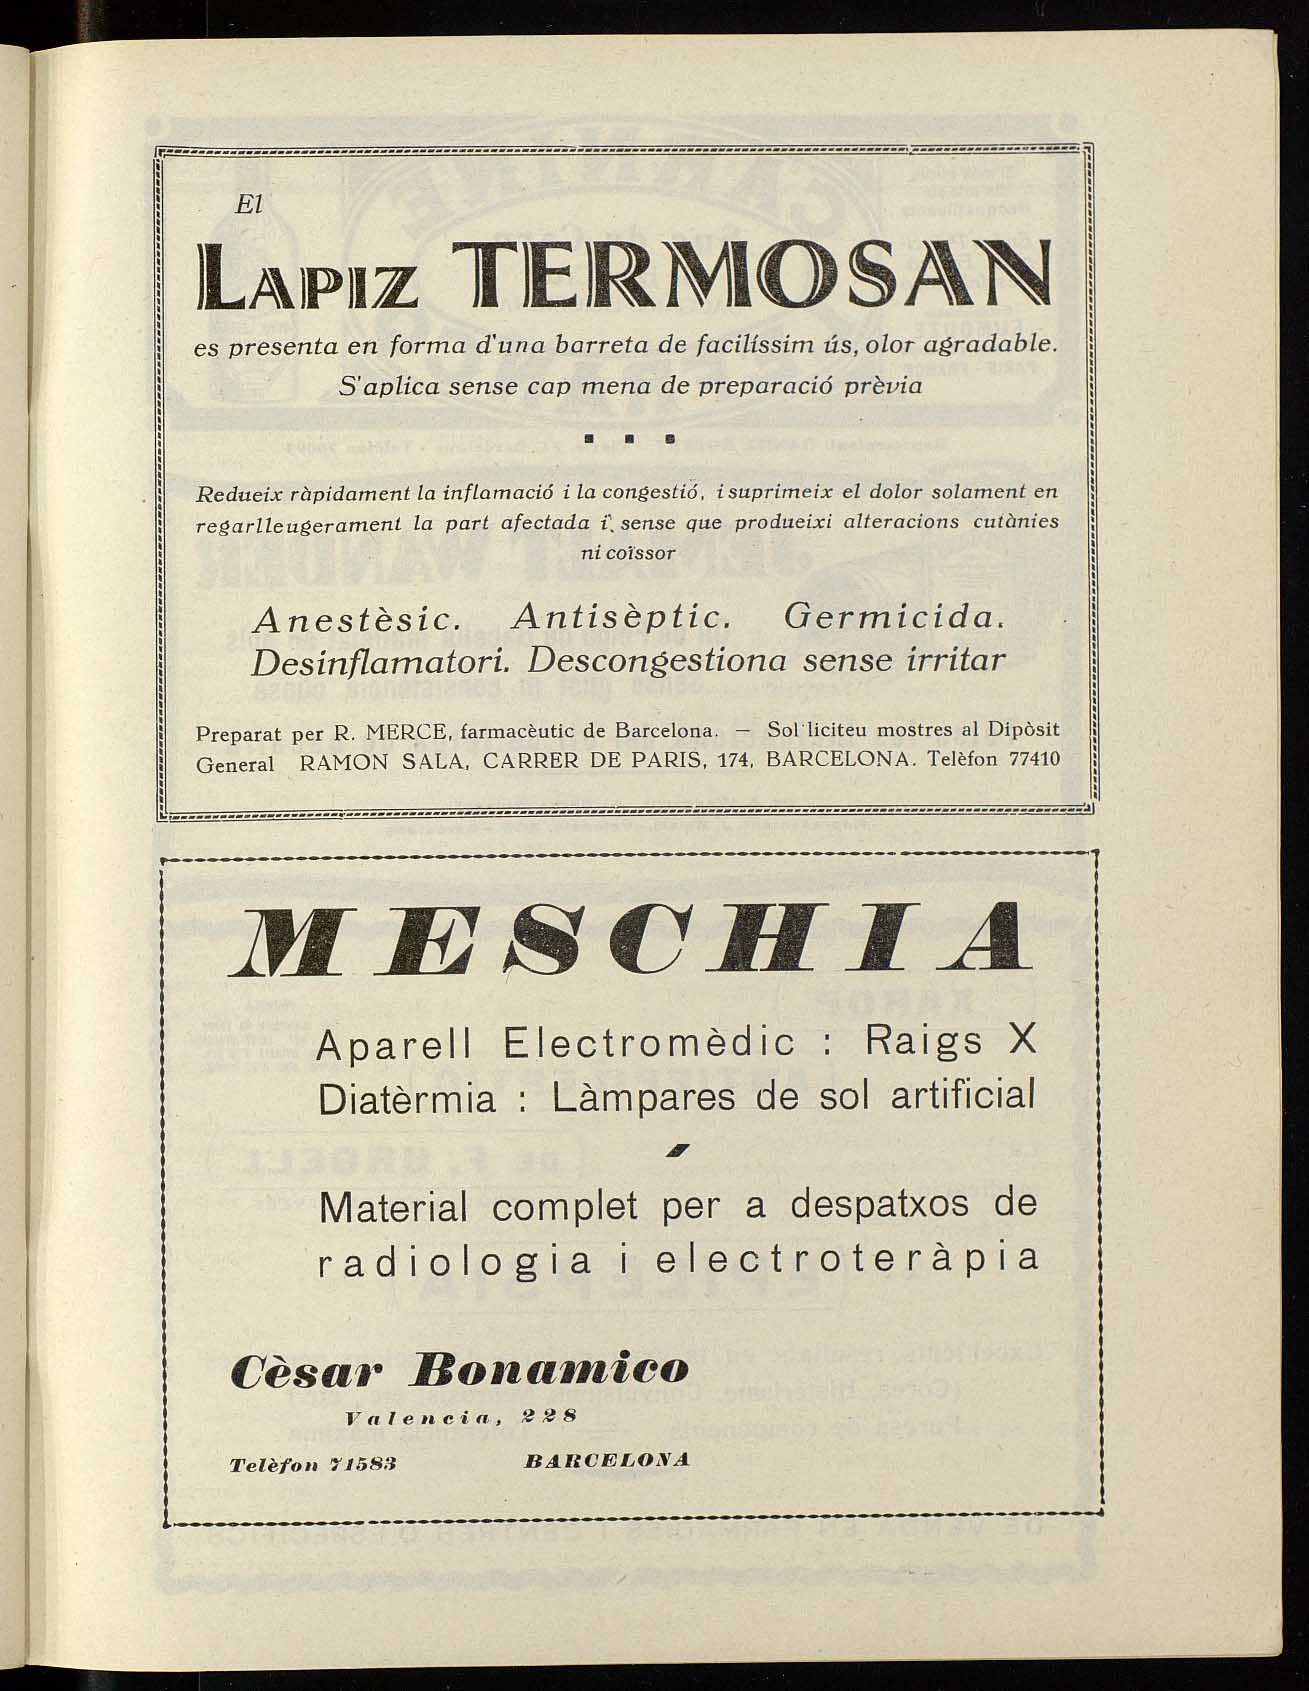 El
LAPIZ TERMOSAN
es presenta en forma d'una barreta de facilíssim ús, olor agradable.
S'aplica sense cap mena de preparació prèvia
Redueix ràpidament la inflamació i la congestió, i suprimeix el dolor solament en
regarlleugerament la part afectada i sense que produeixi alteracions cutànies
ni coïssor
Anestèsic. Antisèptic. Germicida.
Desinflamatori. Descongestiona sense irritar
Preparat per R. MERCE, farmacèutic de Barcelona. — Sol·liciteu mostres al Dipòsit
General RAMON SALA, CARRER DE PARIS, 174, BARCELONA. Telèfon 77410
MESCHIA
Aparell Electromèdic : Raigs X
Diatèrmia : Làmpares de sol artificial
Material complet per a despatxos de
radiologia i electroteràpia
Cèsar Bonamico
Valencia, 228
Telèfon 71583 BARCELONA